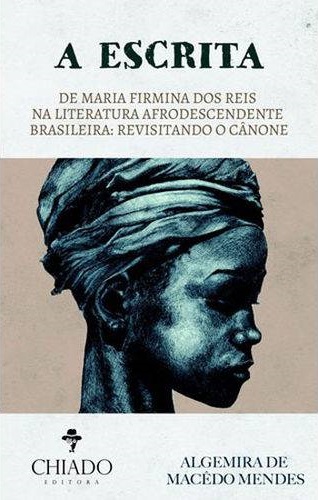 A ESCRITA
DE MARIA FIRMINA DOS REIS
NA LITERATURA AFRODESCENDENTE
BRASILEIRA: REVISITANDO O CÂNONE
CHIADO
EDITORA
ALGEMIRA DE
MACÊDO MENDES